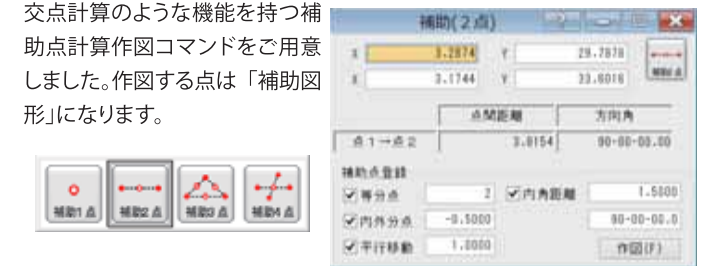 交点計算のような機能を持つ補
助点計算作図コマンドをご用意
しました。作図する点は「補助図
形」になります。
補助1点 補助2点 補助3点 補助4点
補助(2点)
X 3.2874 Y 29.7878
X 3.1744 Y 33.6016
補助点
点間距離 方向角
点1→点2 3.8154 90-00-00.00
補助点登録
等分点 2 内角距離 1.5000
内外分点 -0.5000 90-00-00.0
平行移動 1.0000 作図(F)